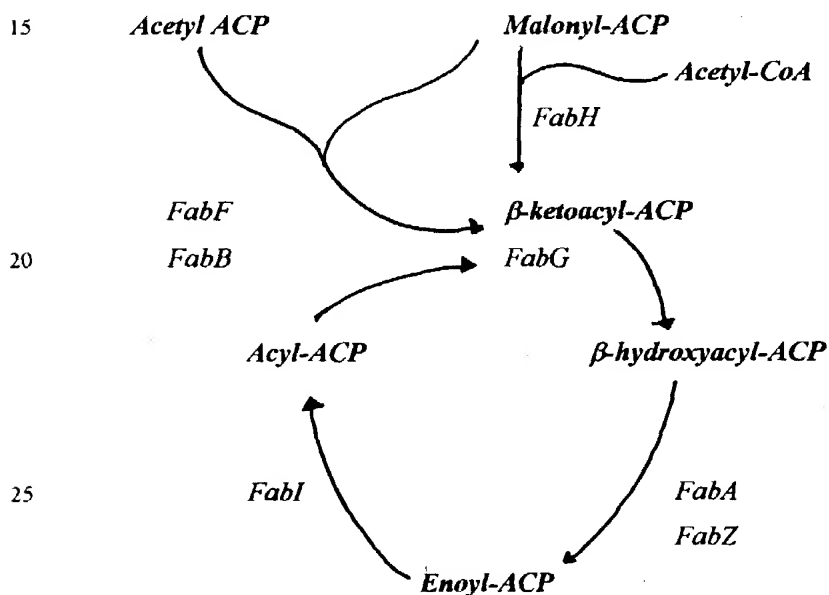 15 Acetyl ACP Malonyl-ACP
Acetyl-CoA
FabH
FabF β-ketoacyl-ACP
20 FabB FabG
Acyl-ACP β-hydroxyacyl-ACP
25 FabI FabA
FabZ
Enoyl-ACP